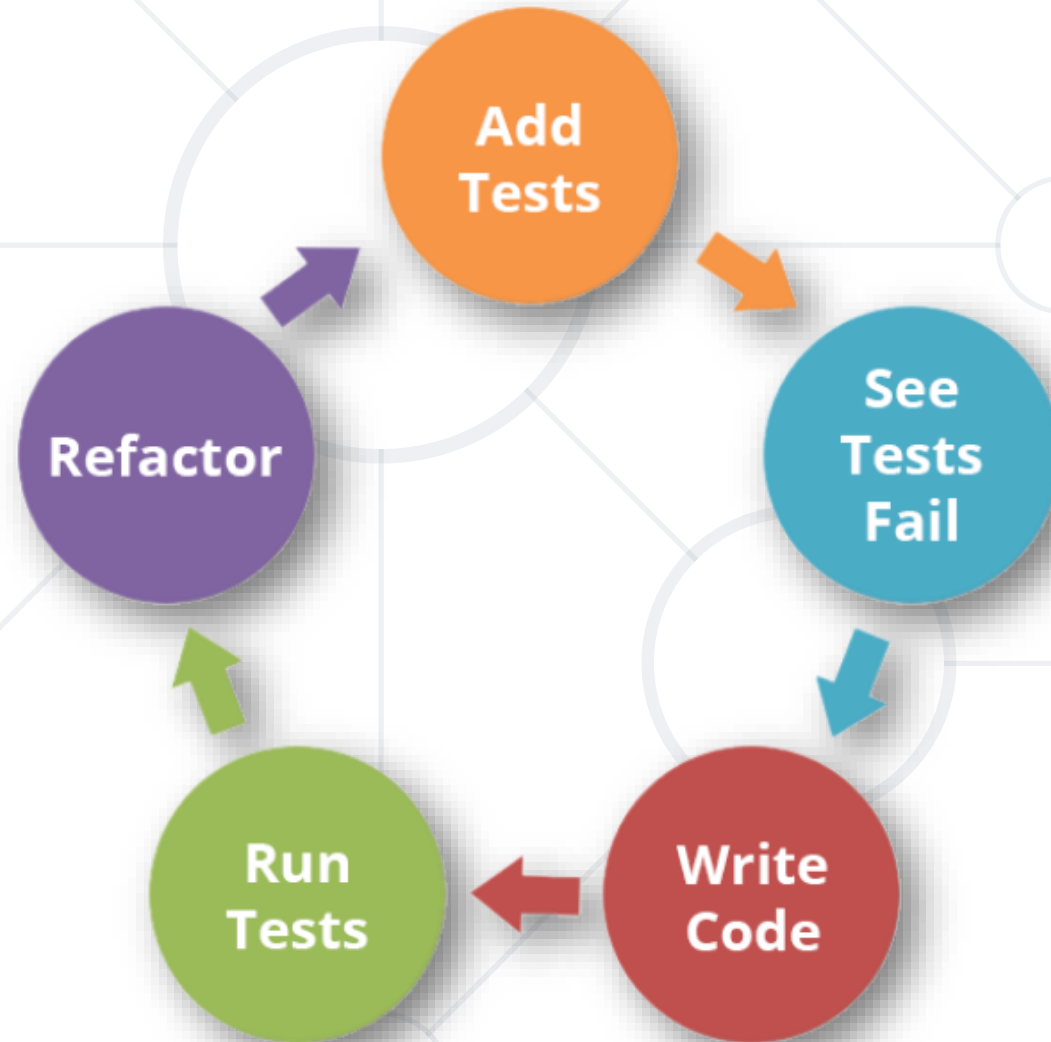 Add
Tests
See
Tests
Fail
Write
Code
Run
Tests
Refactor